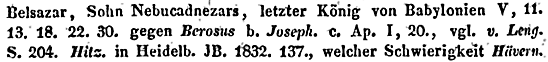 Belsazar, Sohn Nebucadnezars, letzter König von Babylonien V, 11.
13. 18. 22. 30. gegen Berosus b. Joseph. c. Ap. I, 20., vgl. v. Leng.
S. 204. Hitz. in Heidelb. JB. 1832. 137., welcher Schwierigkeit Hävern.